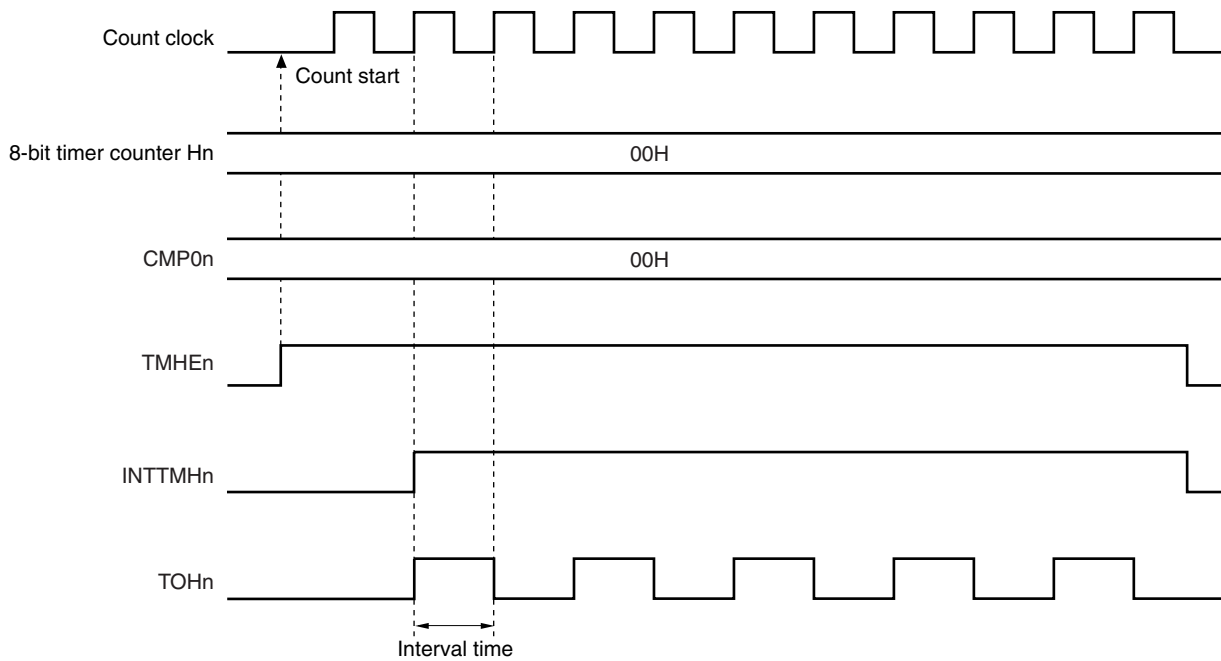 Count clock
Count start
8-bit timer counter Hn
00H
CMP0n
00H
TMHEn
INTTMHn
TOHn
Interval time